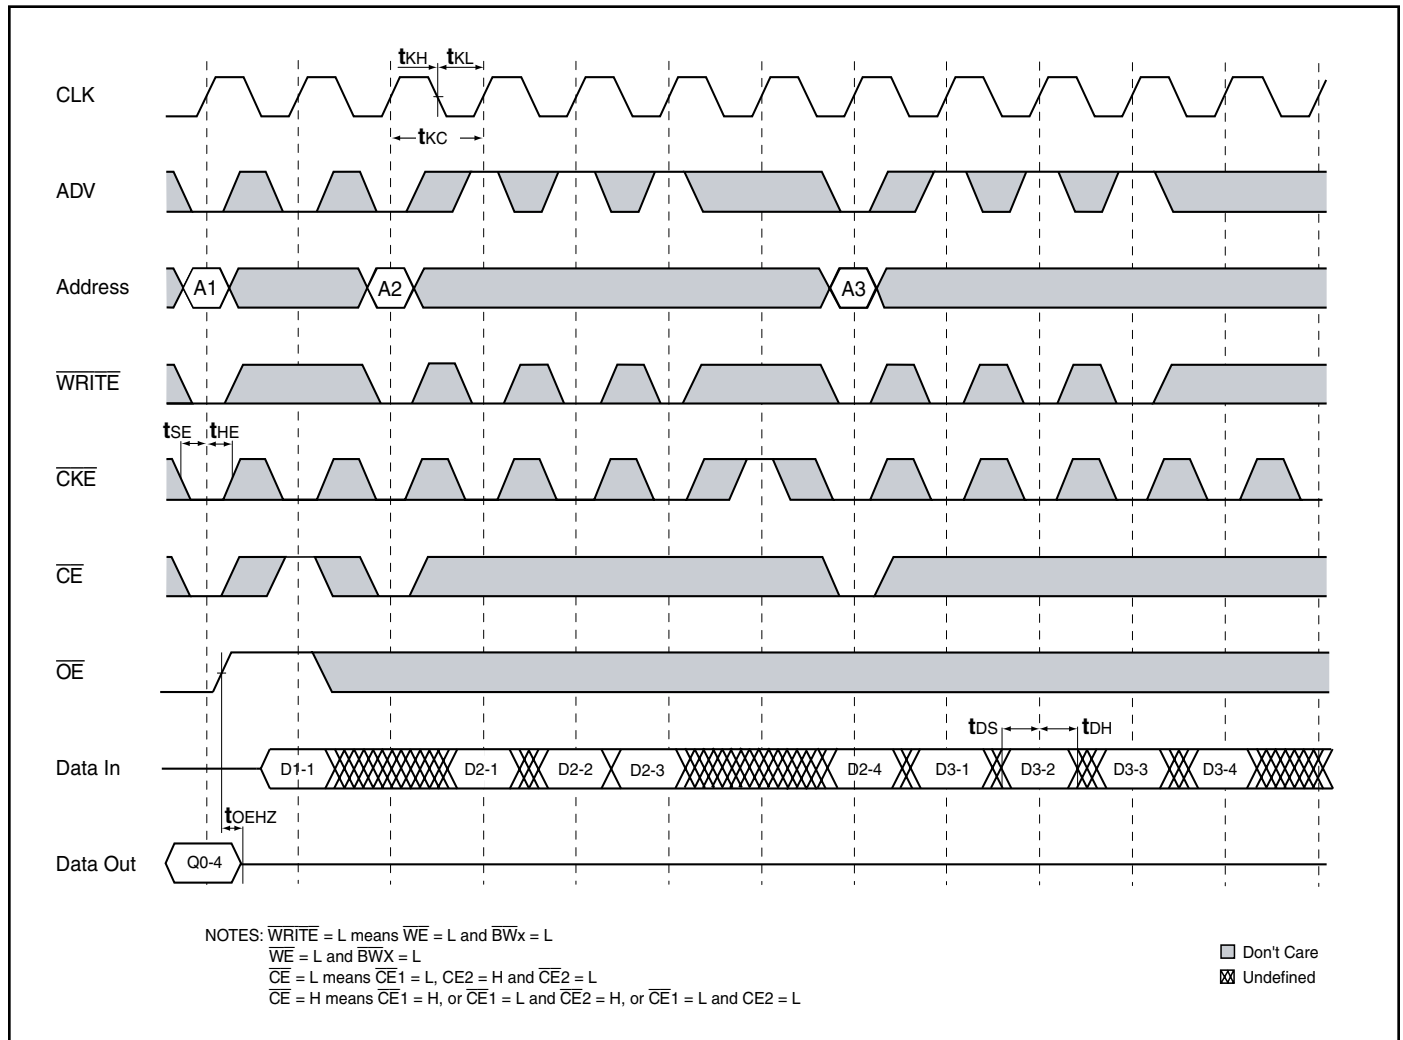 tKH tKL
CLK
tKC
ADV
Address A1 A2 A3
WRITE
tSE tHE
CKE
CE
OE
tDS tDH
Data In D1-1 D2-1 D2-2 D2-3 D2-4 D3-1 D3-2 D3-3 D3-4
tOEHZ
Data Out Q0-4
NOTES: WRITE = L means WE = L and BWx = L
WE = L and BWX = L
CE = L means CE1 = L, CE2 = H and CE2 = L
CE = H means CE1 = H, or CE1 = L and CE2 = H, or CE1 = L and CE2 = L
Don't Care
Undefined